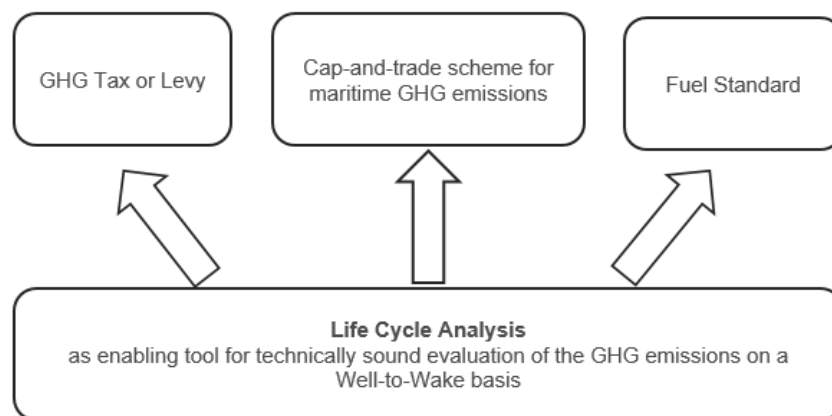 GHG Tax or Levy
Cap-and-trade scheme for
maritime GHG emissions
Fuel Standard
Life Cycle Analysis
as enabling tool for technically sound evaluation of the GHG emissions on a
Well-to-Wake basis